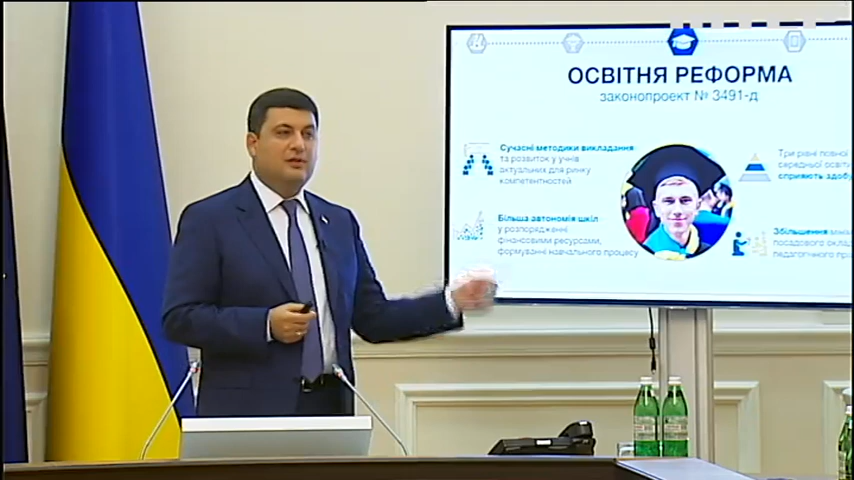 ОСВІТНЯ РЕФОРМА
законопроект № 3491-д
Сучасні методики викладання
та розвиток у учнів
актуальних для ринку
компетентностей
Три рівні повної
середньої освіти
сприяють здобу
Більша автономія шкіл
у розпорядженні
фінансовими ресурсами,
формуванні навчального процесу
Збільшення
посадового окла
педагогічного пра